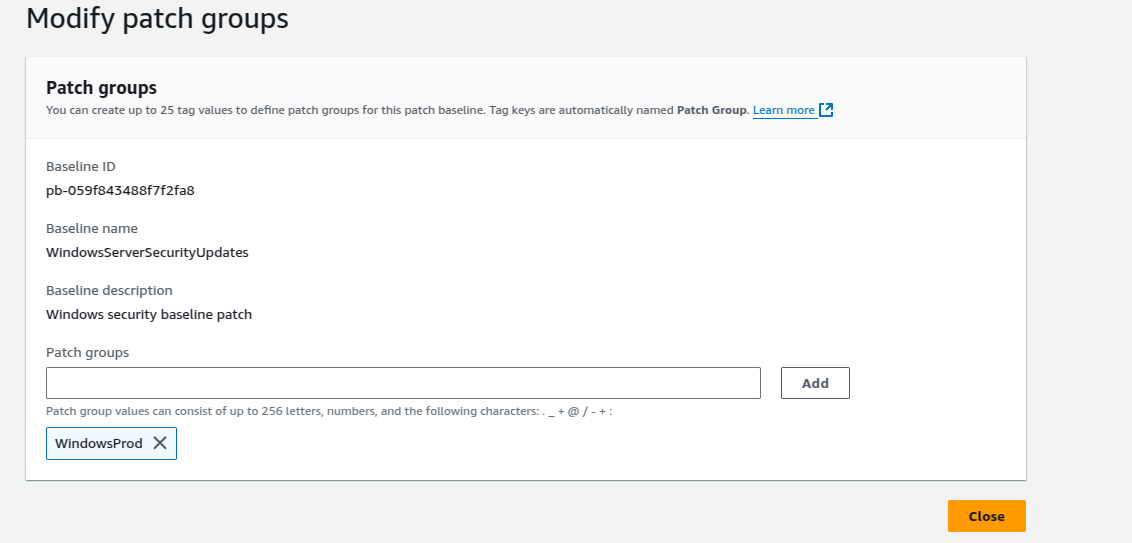 Modify patch groups
Patch groups
You can create up to 25 tag values to define patch groups for this patch baseline. Tag keys are automatically named Patch Group. Learn more
Baseline ID
pb-059f843488f7f2fa8
Baseline name
WindowsServerSecurityUpdates
Baseline description
Windows security baseline patch
Patch groups
Add
Patch group values can consist of up to 256 letters, numbers, and the following characters: . _ + @ / - + :
WindowsProd
Close